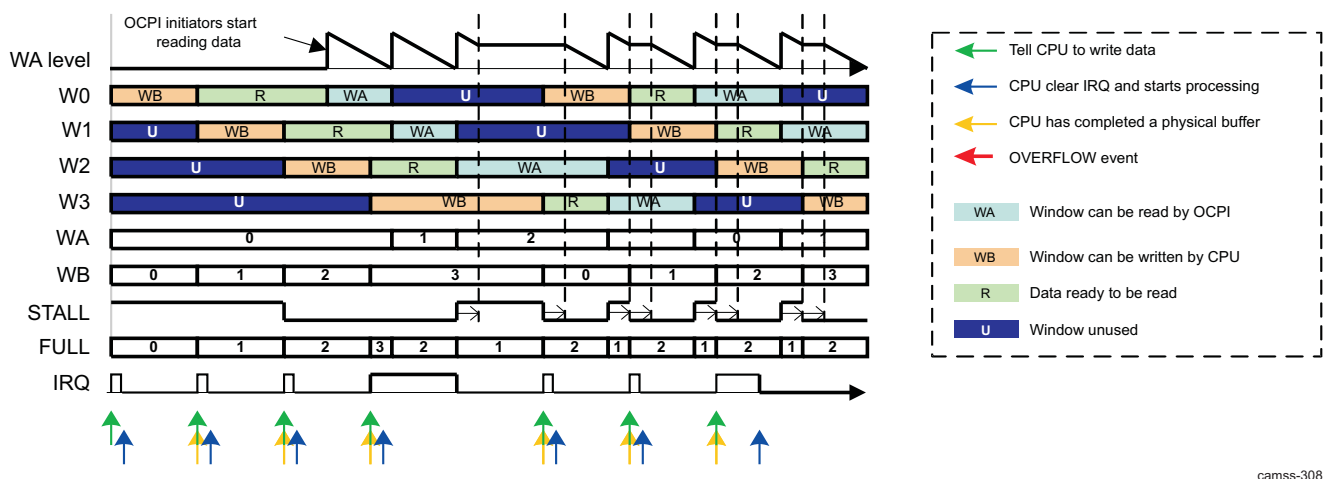 OCPI initiators start
reading data
WA level
W0 WB R WA U WB R WA U
W1 U WB R WA U WB R WA
W2 U WB R WA U WB R
W3 U WB R WA U WB
WA 0 1 2 0 1
WB 0 1 2 3 0 1 2 3
STALL
FULL 0 1 2 3 2 1 2 1 2 1 2 1 2
IRQ
Tell CPU to write data
CPU clear IRQ and starts processing
CPU has completed a physical buffer
OVERFLOW event
WA Window can be read by OCPI
WB Window can be written by CPU
R Data ready to be read
U Window unused
camss-308